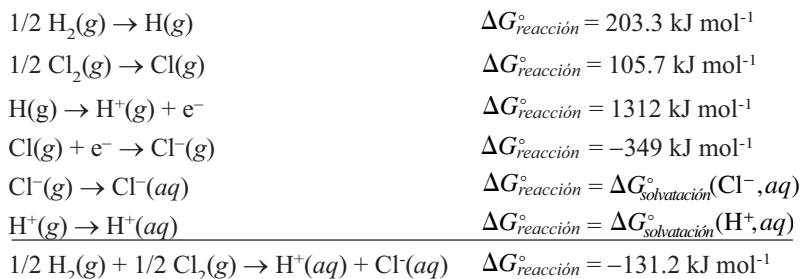 1/2 H₂(g) → H(g) ΔG°reacción = 203.3 kJ mol⁻¹
1/2 Cl₂(g) → Cl(g) ΔG°reacción = 105.7 kJ mol⁻¹
H(g) → H⁺(g) + e⁻ ΔG°reacción = 1312 kJ mol⁻¹
Cl(g) + e⁻ → Cl⁻(g) ΔG°reacción = −349 kJ mol⁻¹
Cl⁻(g) → Cl⁻(aq) ΔG°reacción = ΔG°solvatación(Cl⁻, aq)
H⁺(g) → H⁺(aq) ΔG°reacción = ΔG°solvatación(H⁺, aq)
1/2 H₂(g) + 1/2 Cl₂(g) → H⁺(aq) + Cl⁻(aq) ΔG°reacción = −131.2 kJ mol⁻¹